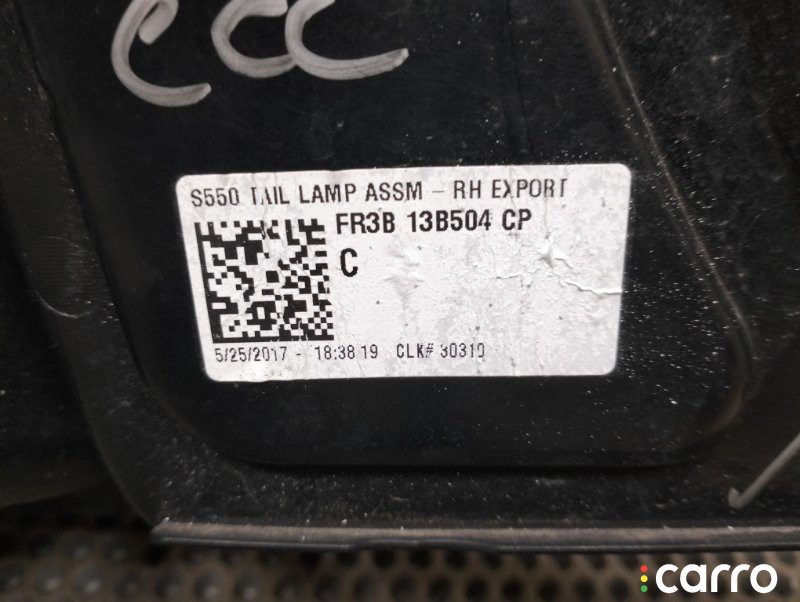 CCC
S550 TAIL LAMP ASSM - RH EXPORT
FR3B 13B504 CP
C
5/25/2017 - 18:38 19 CLK# 30310
carro